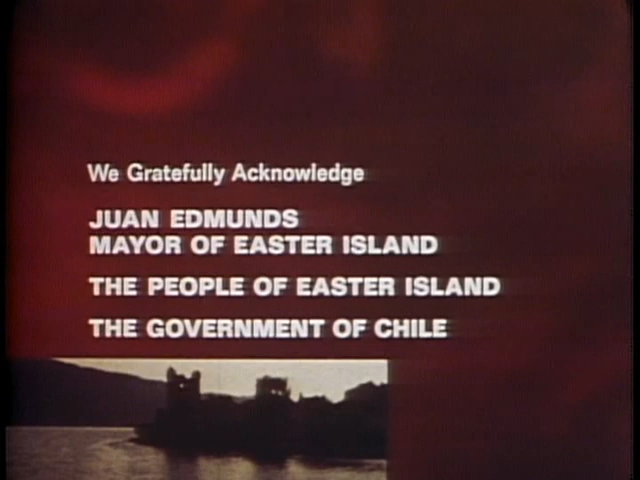 We Gratefully Acknowledge
JUAN EDMUNDS
MAYOR OF EASTER ISLAND
THE PEOPLE OF EASTER ISLAND
THE GOVERNMENT OF CHILE